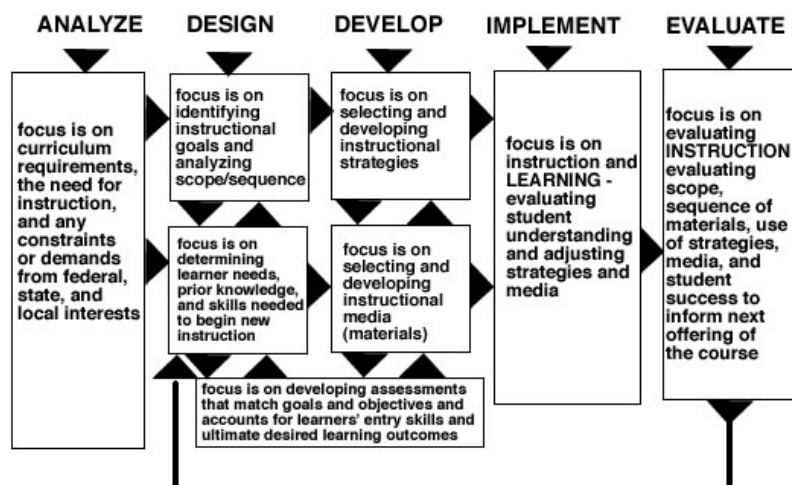 ANALYZE
DESIGN
DEVELOP
IMPLEMENT
EVALUATE
focus is on
curriculum
requirements,
the need for
instruction,
and any
constraints
or demands
from federal,
state, and
local interests
focus is on
identifying
instructional
goals and
analyzing
scope/sequence
focus is on
determining
learner needs,
prior knowledge,
and skills needed
to begin new
instruction
focus is on
selecting and
developing
instructional
strategies
focus is on
selecting and
developing
instructional
media
(materials)
focus is on developing assessments
that match goals and objectives and
accounts for learners' entry skills and
ultimate desired learning outcomes
focus is on
instruction and
LEARNING -
evaluating
student
understanding
and adjusting
strategies and
media
focus is on
evaluating
INSTRUCTION
evaluating
scope,
sequence of
materials, use
of strategies,
media, and
student
success to
inform next
offering of
the course